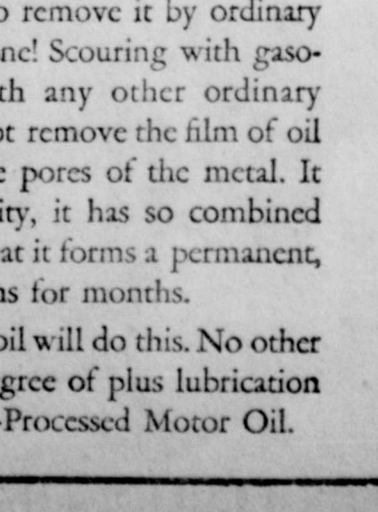 o remove it by ordinary
ne! Scouring with gaso-
th any other ordinary
ot remove the film of oil
e pores of the metal. It
ity, it has so combined
at it forms a permanent,
ns for months.
oil will do this. No other
gree of plus lubrication
-Processed Motor Oil.